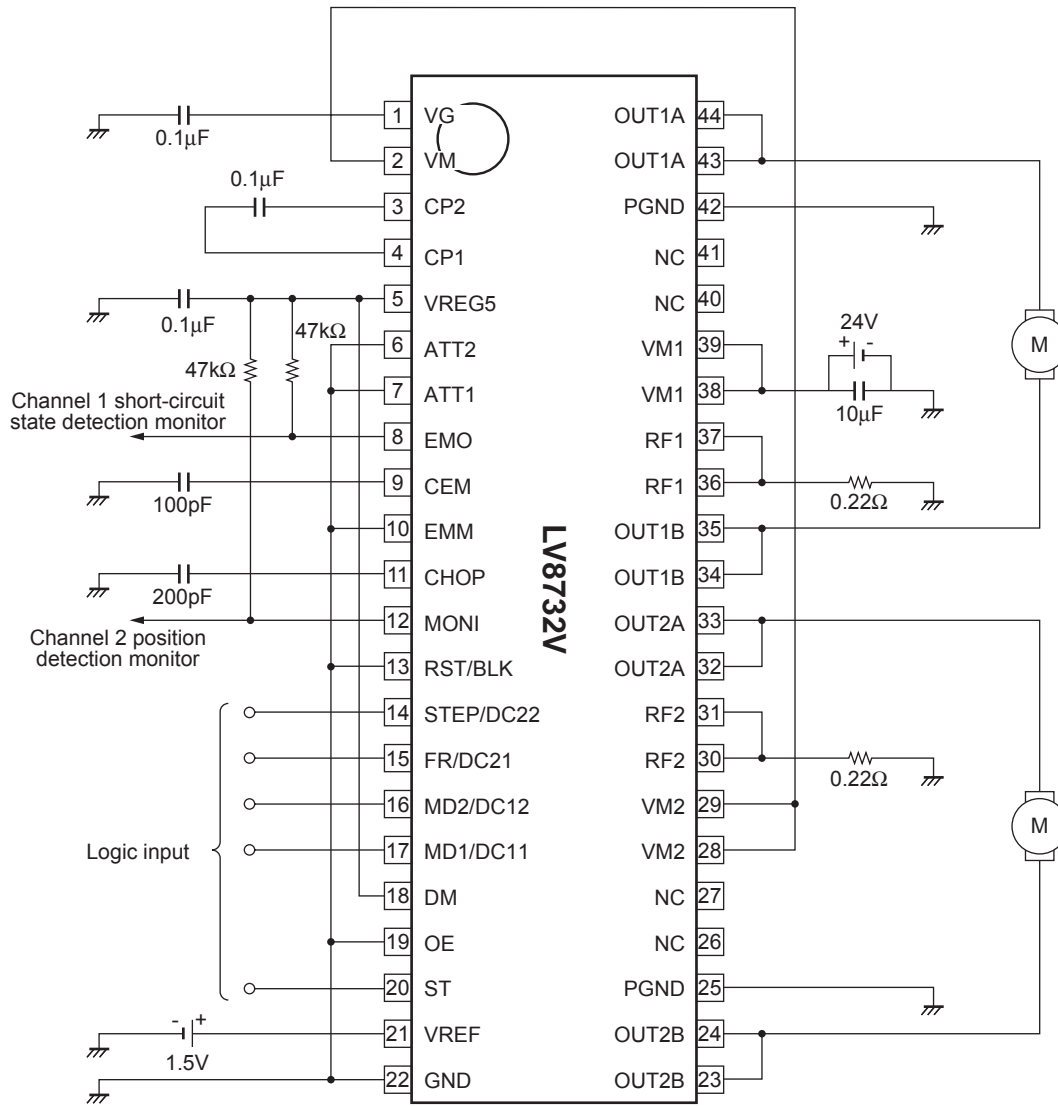 1 VG
2 VM
3 CP2
4 CP1
5 VREG5
6 ATT2
7 ATT1
8 EMO
9 CEM
10 EMM
11 CHOP
12 MONI
13 RST/BLK
14 STEP/DC22
15 FR/DC21
16 MD2/DC12
17 MD1/DC11
18 DM
19 OE
20 ST
21 VREF
22 GND
OUT1A 44
OUT1A 43
PGND 42
NC 41
NC 40
VM1 39
VM1 38
RF1 37
RF1 36
OUT1B 35
OUT1B 34
OUT2A 33
OUT2A 32
RF2 31
RF2 30
VM2 29
VM2 28
NC 27
NC 26
PGND 25
OUT2B 24
OUT2B 23
LV8732V
0.1μF
0.1μF
0.1μF
47kΩ
47kΩ
Channel 1 short-circuit
state detection monitor
100pF
200pF
Channel 2 position
detection monitor
Logic input
- +
1.5V
24V
+ -
10μF
0.22Ω
0.22Ω
M
M